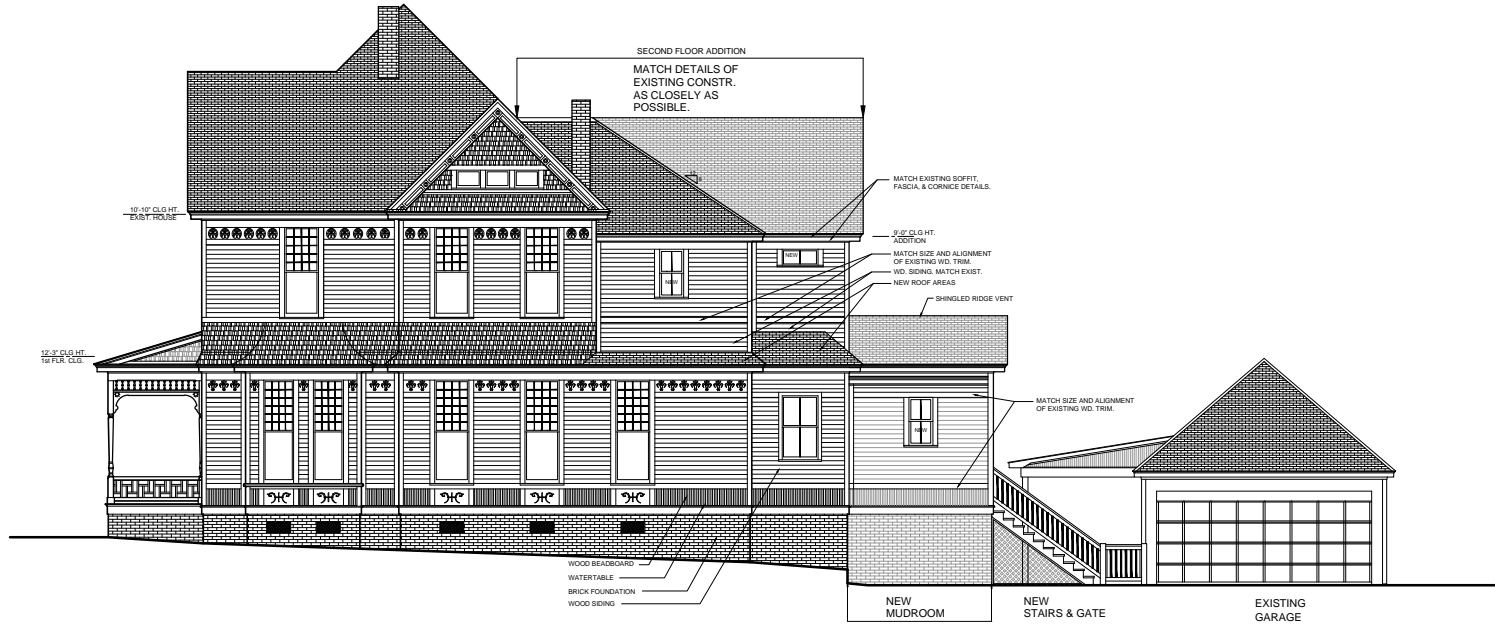 SECOND FLOOR ADDITION
MATCH DETAILS OF
EXISTING CONSTR.
AS CLOSELY AS
POSSIBLE.
MATCH EXISTING SOFFIT,
FASCIA, & CORNICE DETAILS.
10'-10" CLG HT.
EXIST. HOUSE
9'-0" CLG HT.
ADDITION
MATCH SIZE AND ALIGNMENT
OF EXISTING WD. TRIM.
WD. SIDING. MATCH EXIST.
NEW ROOF AREAS
NEW
NEW
SHINGLED RIDGE VENT
12'-3" CLG HT.
1st FLR. CLG.
MATCH SIZE AND ALIGNMENT
OF EXISTING WD. TRIM.
NEW
WOOD BEADBOARD
WATERTABLE
BRICK FOUNDATION
WOOD SIDING
NEW
MUDROOM
NEW
STAIRS & GATE
EXISTING
GARAGE